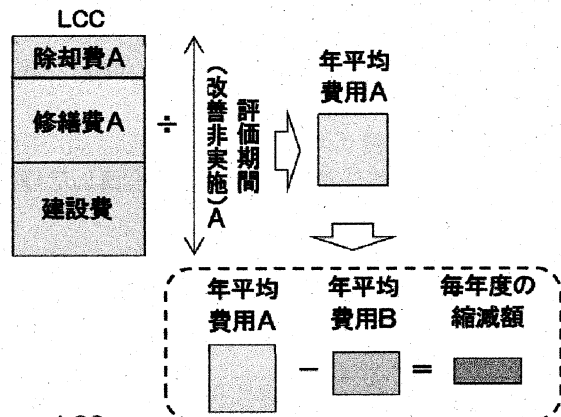 LCC
除却費A
修繕費A
建設費
÷
評価期間
(改善非実施)A
年平均
費用A
年平均
費用A
－
年平均
費用B
＝
毎年度の
縮減額
LCC